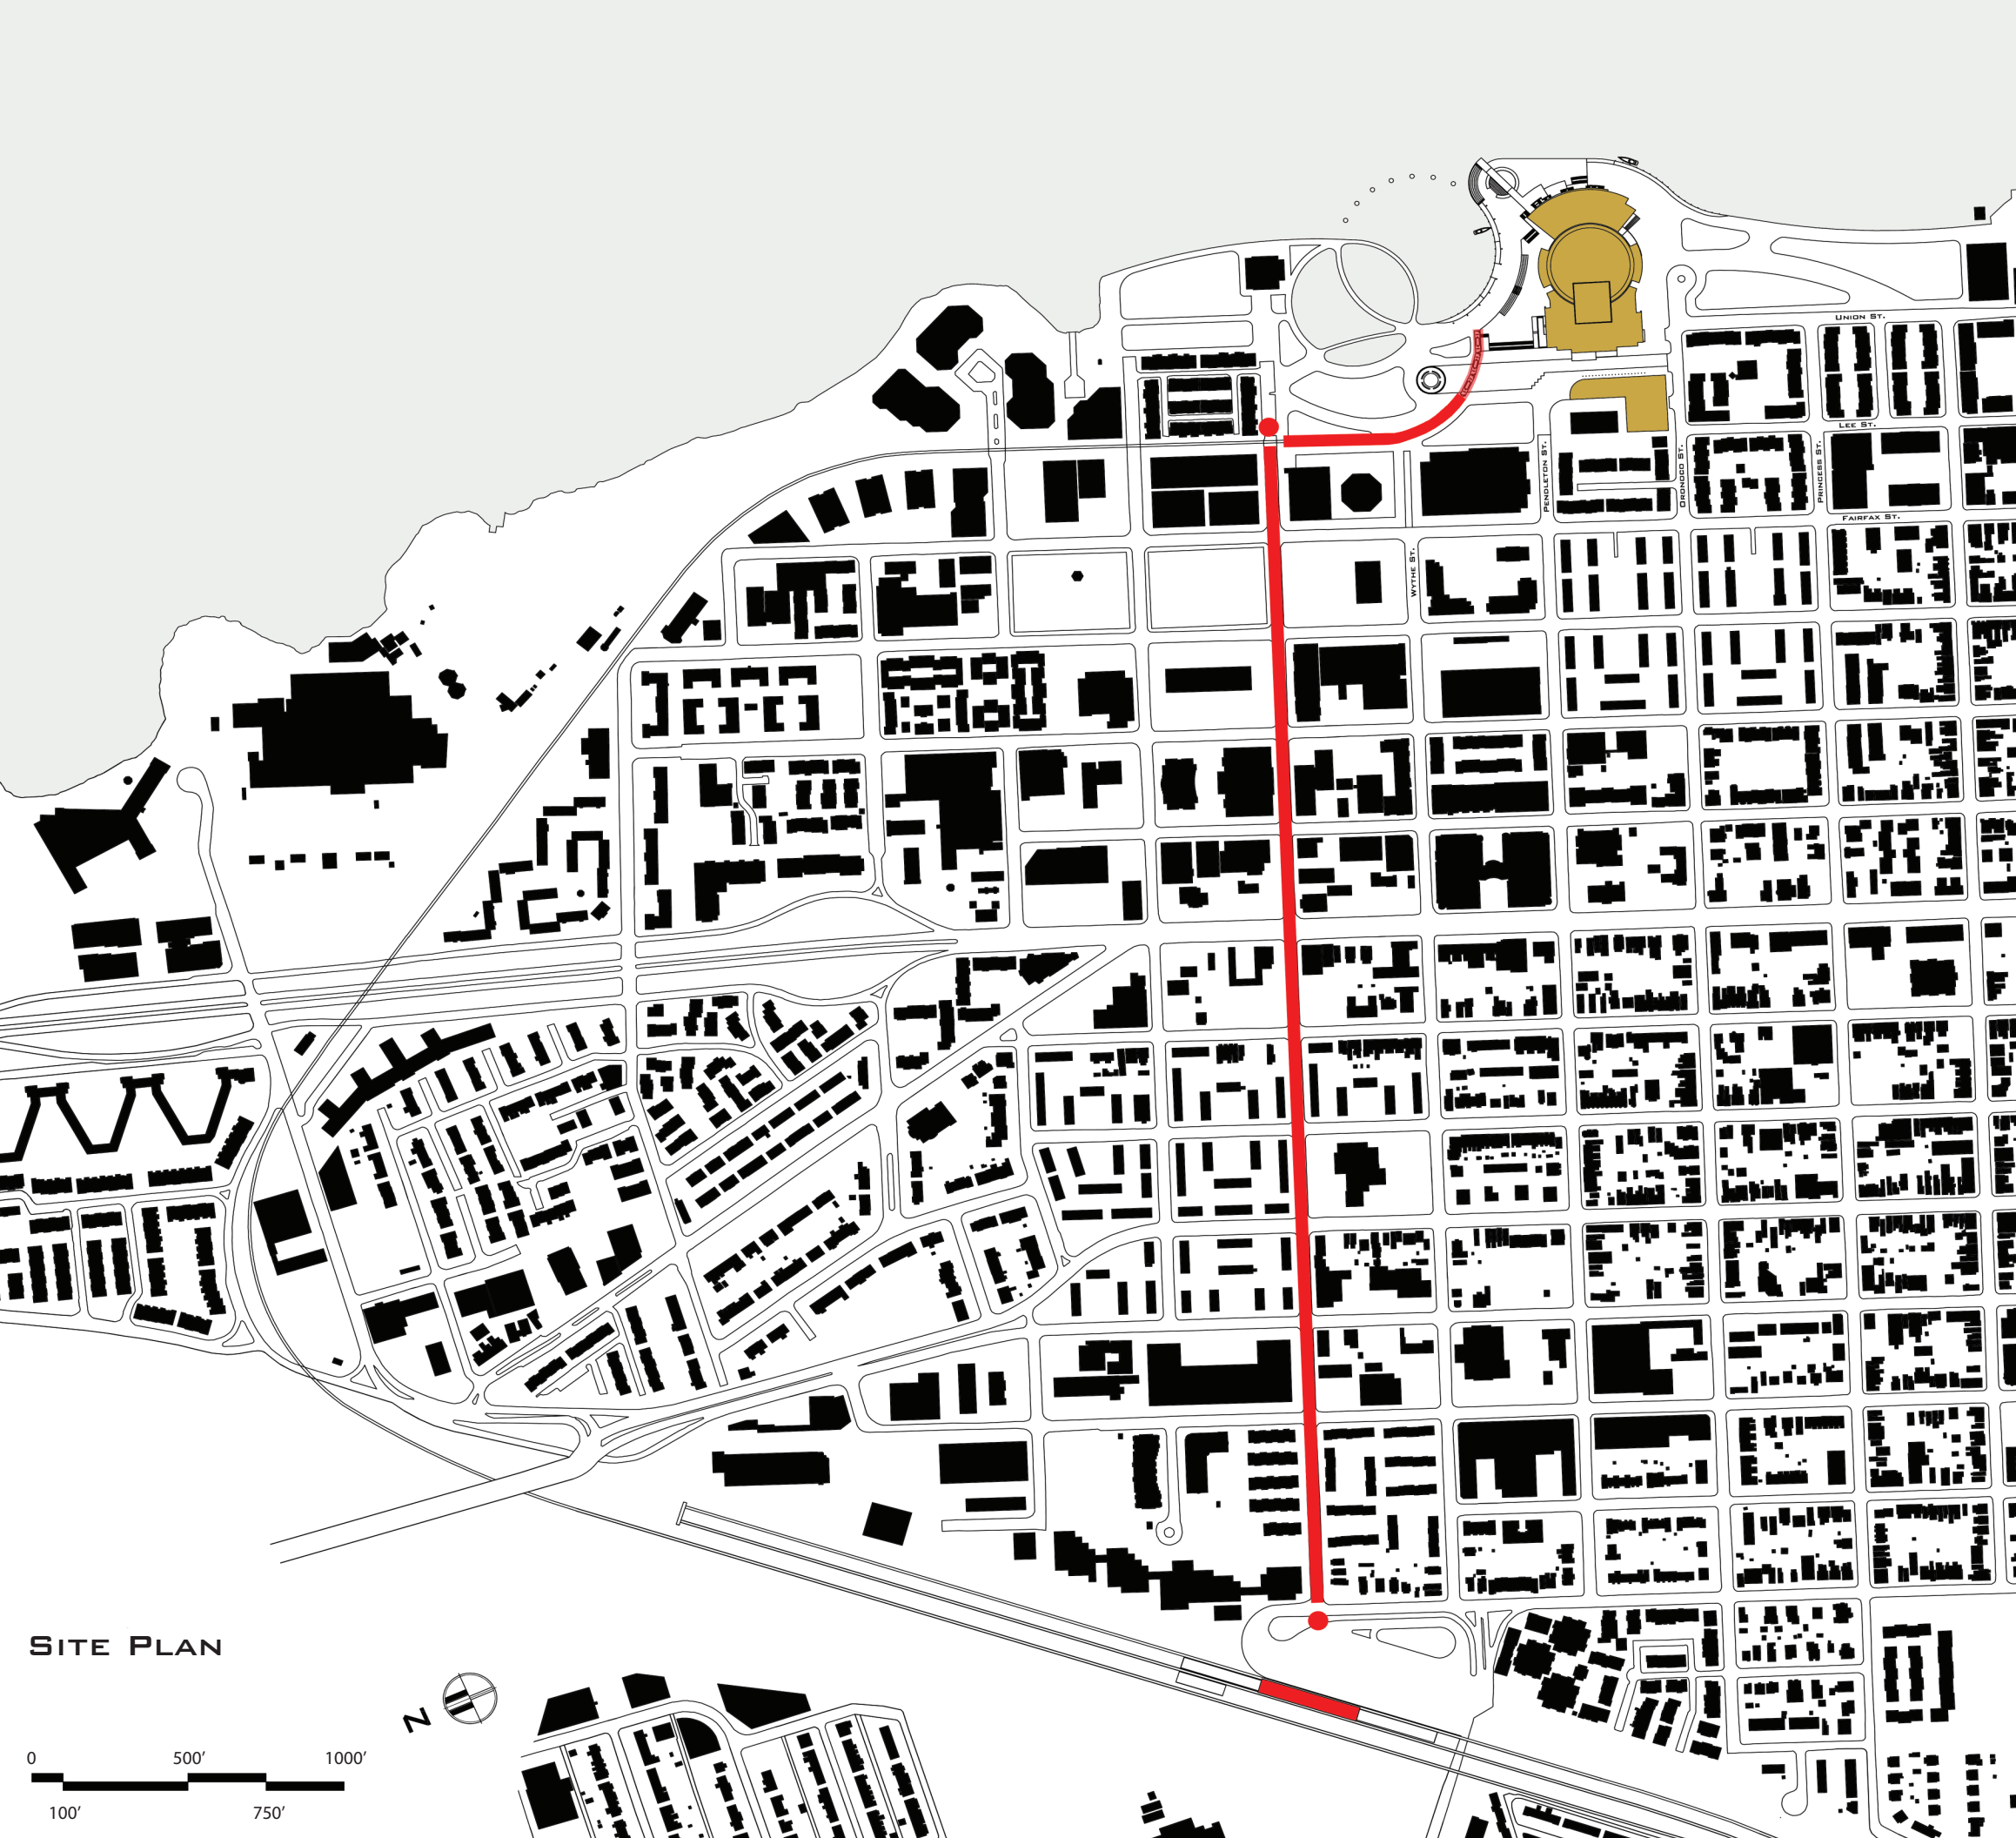 Union St.
Lee St.
Pendleton St.
Oronoco St.
Princess St.
Fairfax St.
Wythe St.
Site Plan
N
0 500’ 1000’
100’ 750’